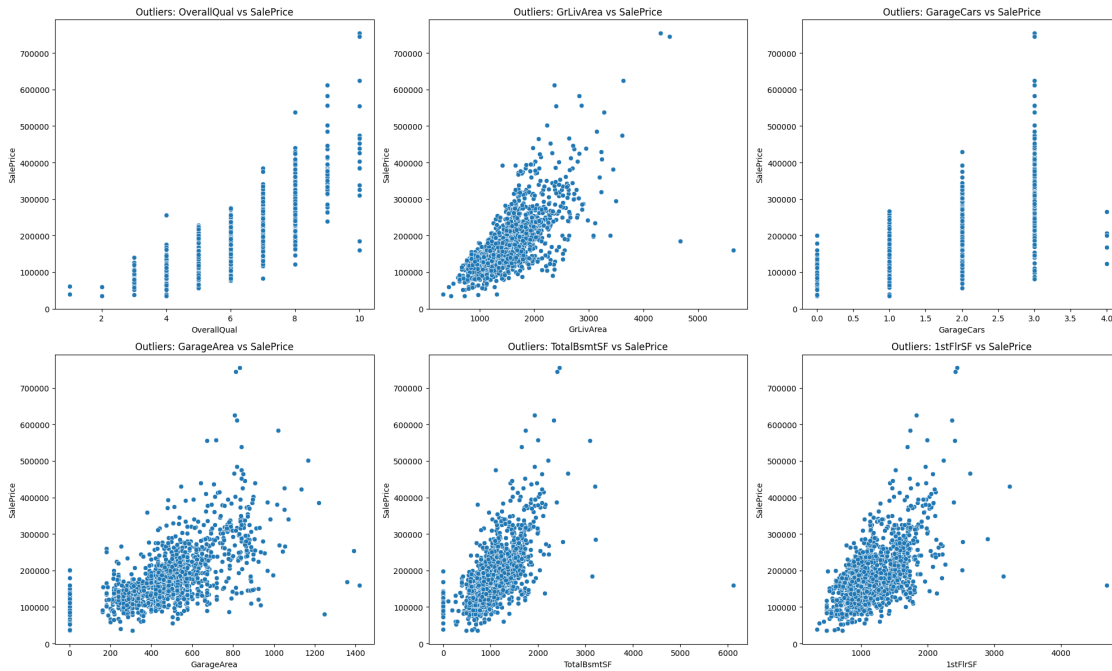 Outliers: OverallQual vs SalePrice
SalePrice
700000
600000
500000
400000
300000
200000
100000
0
2 4 6 8 10
OverallQual
Outliers: GrLivArea vs SalePrice
SalePrice
700000
600000
500000
400000
300000
200000
100000
0
1000 2000 3000 4000 5000
GrLivArea
Outliers: GarageCars vs SalePrice
SalePrice
700000
600000
500000
400000
300000
200000
100000
0
0.0 0.5 1.0 1.5 2.0 2.5 3.0 3.5 4.0
GarageCars
Outliers: GarageArea vs SalePrice
SalePrice
700000
600000
500000
400000
300000
200000
100000
0
0 200 400 600 800 1000 1200 1400
GarageArea
Outliers: TotalBsmtSF vs SalePrice
SalePrice
700000
600000
500000
400000
300000
200000
100000
0
0 1000 2000 3000 4000 5000 6000
TotalBsmtSF
Outliers: 1stFlrSF vs SalePrice
SalePrice
700000
600000
500000
400000
300000
200000
100000
0
1000 2000 3000 4000
1stFlrSF